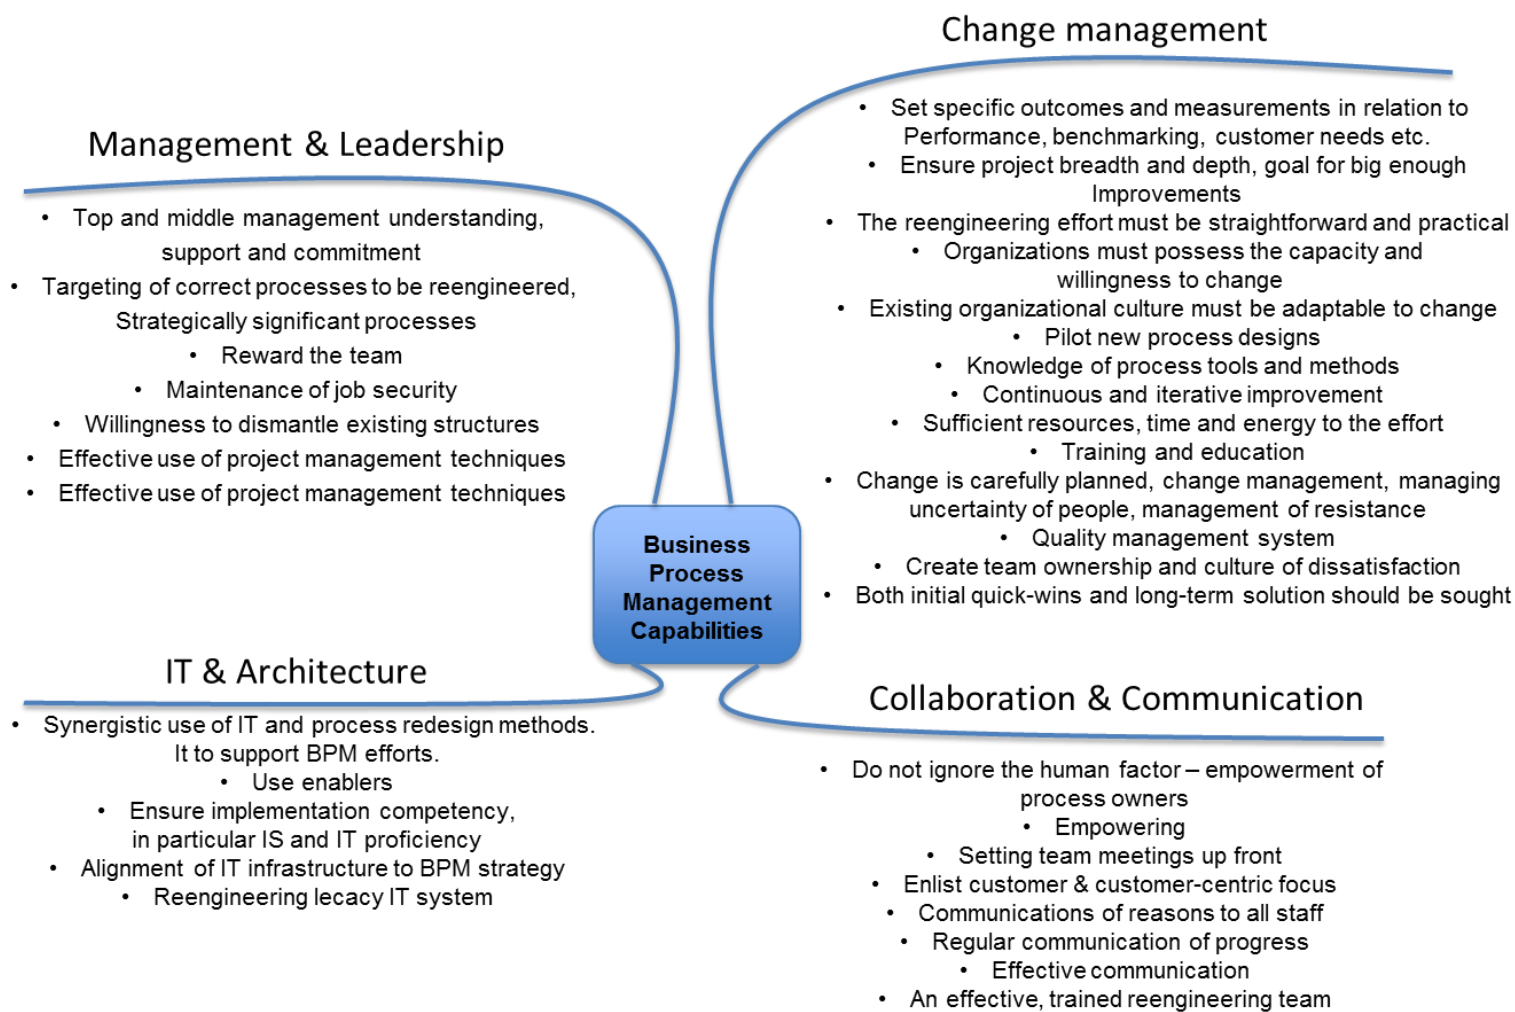 Change management
• Set specific outcomes and measurements in relation to
Performance, benchmarking, customer needs etc.
• Ensure project breadth and depth, goal for big enough
Improvements
• The reengineering effort must be straightforward and practical
• Organizations must possess the capacity and
willingness to change
• Existing organizational culture must be adaptable to change
• Pilot new process designs
• Knowledge of process tools and methods
• Continuous and iterative improvement
• Sufficient resources, time and energy to the effort
• Training and education
• Change is carefully planned, change management, managing
uncertainty of people, management of resistance
• Quality management system
• Create team ownership and culture of dissatisfaction
• Both initial quick-wins and long-term solution should be sought
Management & Leadership
• Top and middle management understanding,
support and commitment
• Targeting of correct processes to be reengineered,
Strategically significant processes
• Reward the team
• Maintenance of job security
• Willingness to dismantle existing structures
• Effective use of project management techniques
• Effective use of project management techniques
Business
Process
Management
Capabilities
IT & Architecture
• Synergistic use of IT and process redesign methods.
It to support BPM efforts.
• Use enablers
• Ensure implementation competency,
in particular IS and IT proficiency
• Alignment of IT infrastructure to BPM strategy
• Reengineering lecacy IT system
Collaboration & Communication
• Do not ignore the human factor – empowerment of
process owners
• Empowering
• Setting team meetings up front
• Enlist customer & customer-centric focus
• Communications of reasons to all staff
• Regular communication of progress
• Effective communication
• An effective, trained reengineering team